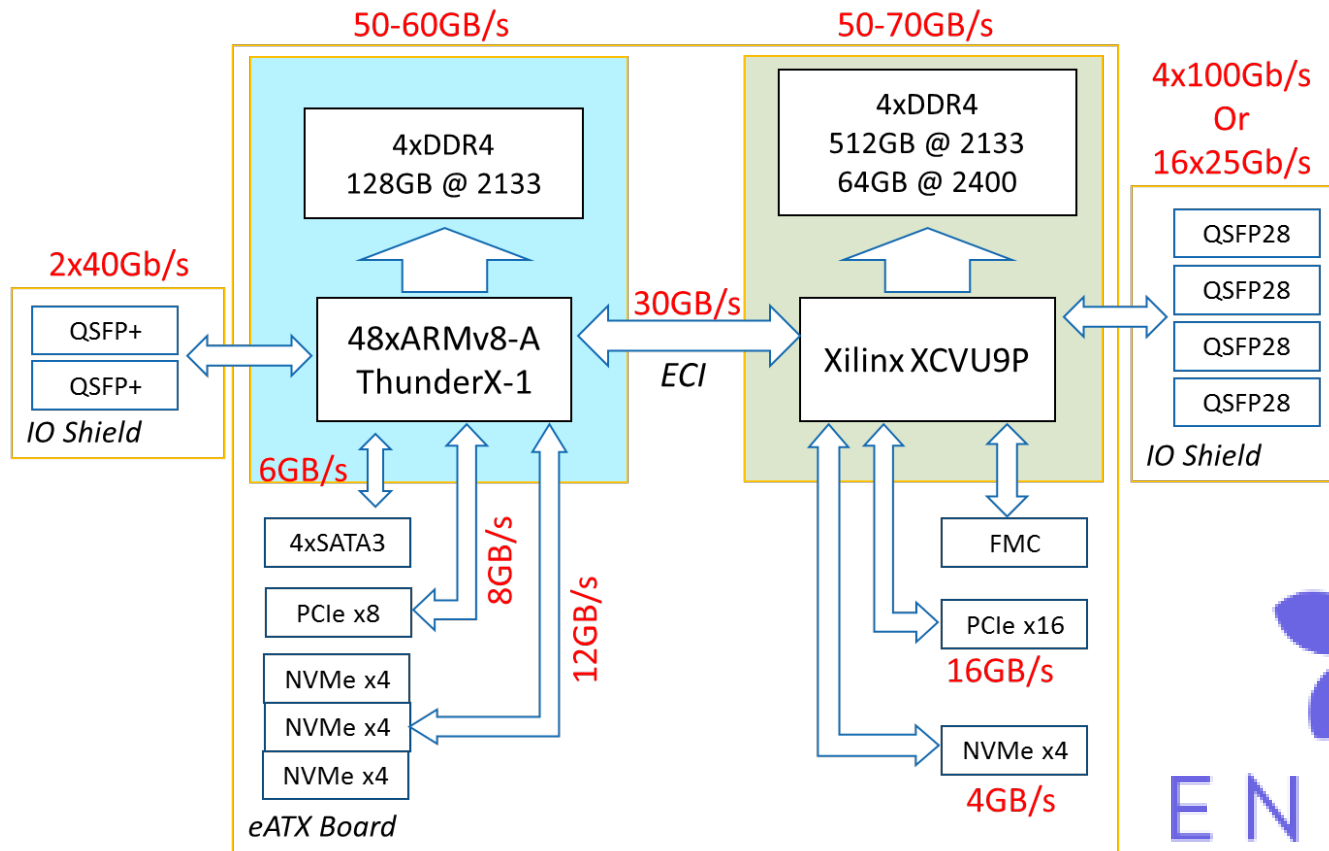 50-60GB/s
50-70GB/s
4x100Gb/s
Or
16x25Gb/s
4xDDR4
128GB @ 2133
4xDDR4
512GB @ 2133
64GB @ 2400
2x40Gb/s
QSFP+
QSFP+
IO Shield
48xARMv8-A
ThunderX-1
30GB/s
ECI
Xilinx XCVU9P
QSFP28
QSFP28
QSFP28
QSFP28
IO Shield
6GB/s
8GB/s
12GB/s
4xSATA3
PCIe x8
NVMe x4
NVMe x4
NVMe x4
eATX Board
FMC
PCIe x16
16GB/s
NVMe x4
4GB/s
E N